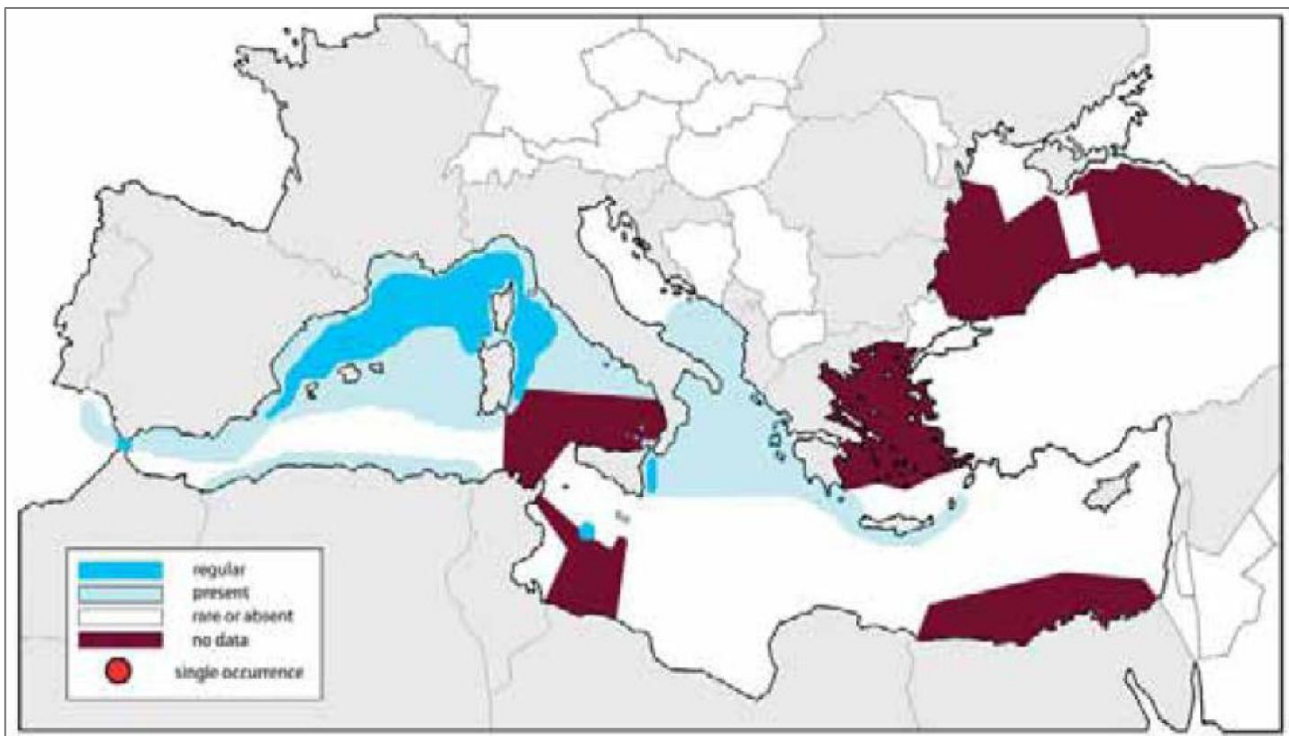 regular
present
rare or absent
no data
single occurrence